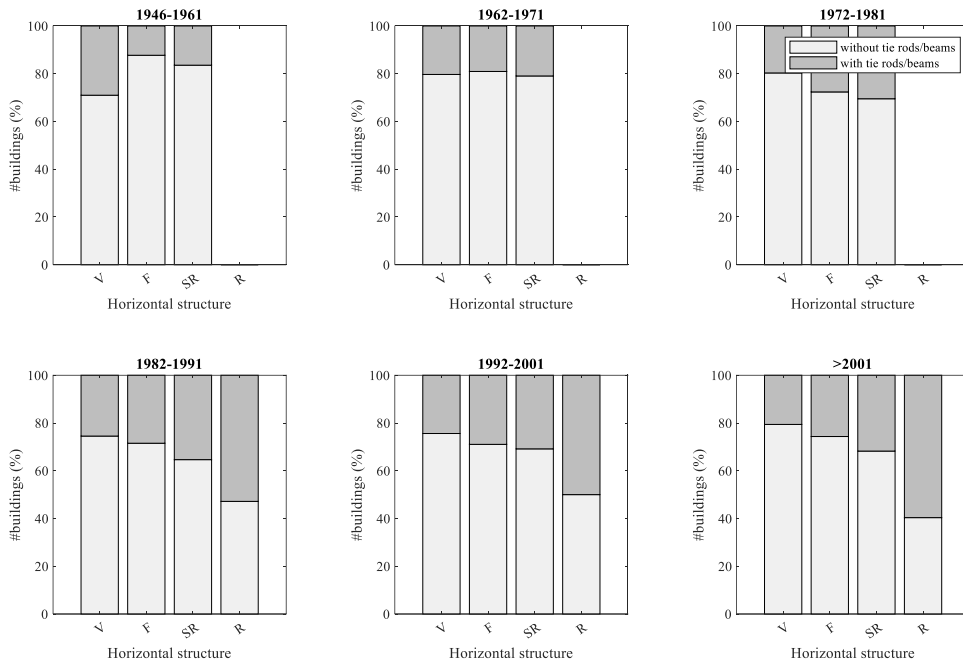 1946-1961
100
80
60
40
20
0
#buildings (%)
V F SR R
Horizontal structure
1962-1971
100
80
60
40
20
0
#buildings (%)
V F SR R
Horizontal structure
1972-1981
100
80
60
40
20
0
#buildings (%)
without tie rods/beams
with tie rods/beams
V F SR R
Horizontal structure
1982-1991
100
80
60
40
20
0
#buildings (%)
V F SR R
Horizontal structure
1992-2001
100
80
60
40
20
0
#buildings (%)
V F SR R
Horizontal structure
>2001
100
80
60
40
20
0
#buildings (%)
V F SR R
Horizontal structure